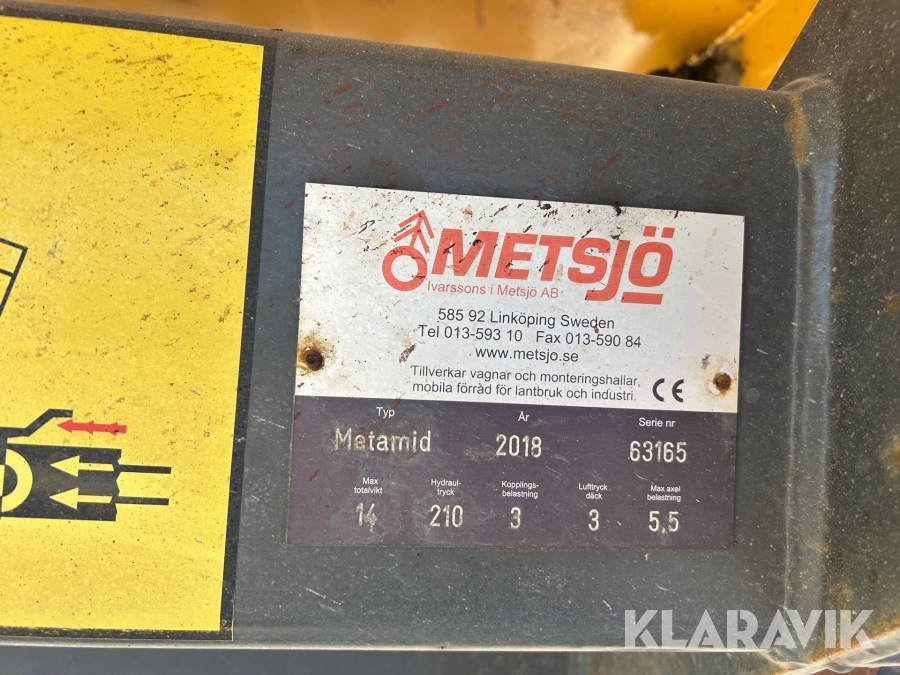 METSJÖ
Ivarssons i Metsjö AB
585 92 Linköping Sweden
Tel 013-593 10 Fax 013-590 84
www.metsjo.se
Tillverkar vagnar och monteringshallar,
mobila förråd för lantbruk och industri.
CE
Typ År Serie nr
Metamid 2018 63165
Max totalvikt Hydraul-tryck Kopplings-belastning Lufttryck däck Max axel belastning
14 210 3 3 5,5
KLARAVIK